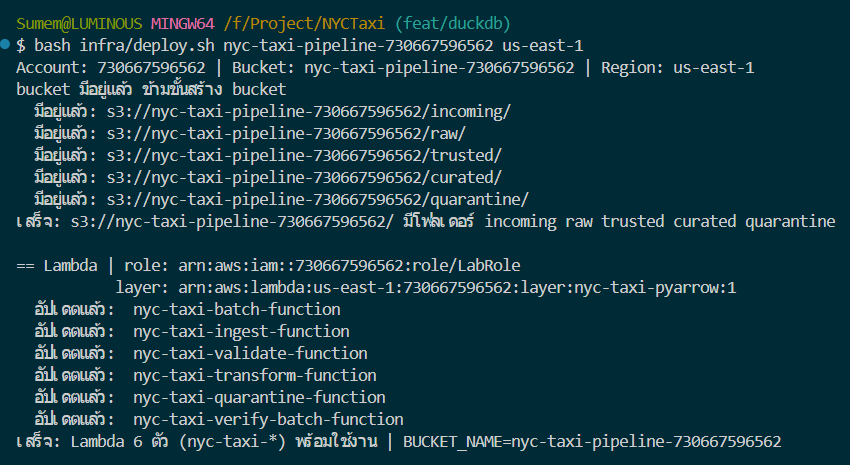 Sumem@LUMINOUS MINGW64 /f/Project/NYCTaxi (feat/duckdb)
$ bash infra/deploy.sh nyc-taxi-pipeline-730667596562 us-east-1
Account: 730667596562 | Bucket: nyc-taxi-pipeline-730667596562 | Region: us-east-1
bucket มีอยู่แล้ว ข้ามขั้นสร้าง bucket
มีอยู่แล้ว: s3://nyc-taxi-pipeline-730667596562/incoming/
มีอยู่แล้ว: s3://nyc-taxi-pipeline-730667596562/raw/
มีอยู่แล้ว: s3://nyc-taxi-pipeline-730667596562/trusted/
มีอยู่แล้ว: s3://nyc-taxi-pipeline-730667596562/curated/
มีอยู่แล้ว: s3://nyc-taxi-pipeline-730667596562/quarantine/
เสร็จ: s3://nyc-taxi-pipeline-730667596562/ มีโฟลเดอร์ incoming raw trusted curated quarantine
== Lambda | role: arn:aws:iam::730667596562:role/LabRole
layer: arn:aws:lambda:us-east-1:730667596562:layer:nyc-taxi-pyarrow:1
อัปเดตแล้ว: nyc-taxi-batch-function
อัปเดตแล้ว: nyc-taxi-ingest-function
อัปเดตแล้ว: nyc-taxi-validate-function
อัปเดตแล้ว: nyc-taxi-transform-function
อัปเดตแล้ว: nyc-taxi-quarantine-function
อัปเดตแล้ว: nyc-taxi-verify-batch-function
เสร็จ: Lambda 6 ตัว (nyc-taxi-*) พร้อมใช้งาน | BUCKET_NAME=nyc-taxi-pipeline-730667596562